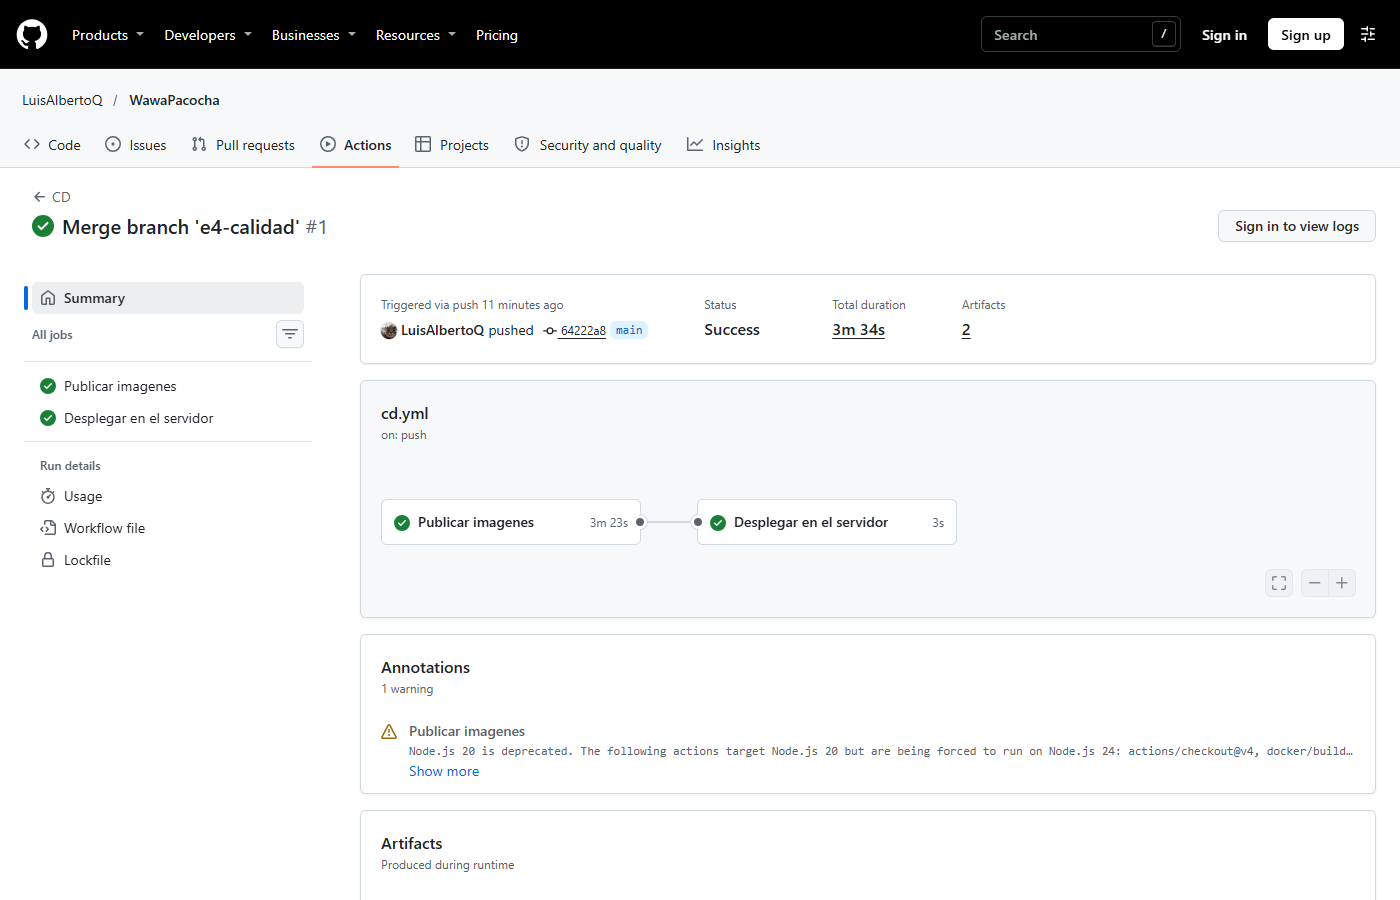 Products
Developers
Businesses
Resources
Pricing
Search
/
Sign in
Sign up
LuisAlbertoQ / WawaPacocha
Code
Issues
Pull requests
Actions
Projects
Security and quality
Insights
CD
Merge branch 'e4-calidad' #1
Sign in to view logs
Summary
All jobs
Publicar imagenes
Desplegar en el servidor
Run details
Usage
Workflow file
Lockfile
Triggered via push 11 minutes ago
LuisAlbertoQ pushed 64222a8 main
Status
Success
Total duration
3m 34s
Artifacts
2
cd.yml
on: push
Publicar imagenes 3m 23s
Desplegar en el servidor 3s
Annotations
1 warning
Publicar imagenes
Node.js 20 is deprecated. The following actions target Node.js 20 but are being forced to run on Node.js 24: actions/checkout@v4, docker/build…
Show more
Artifacts
Produced during runtime